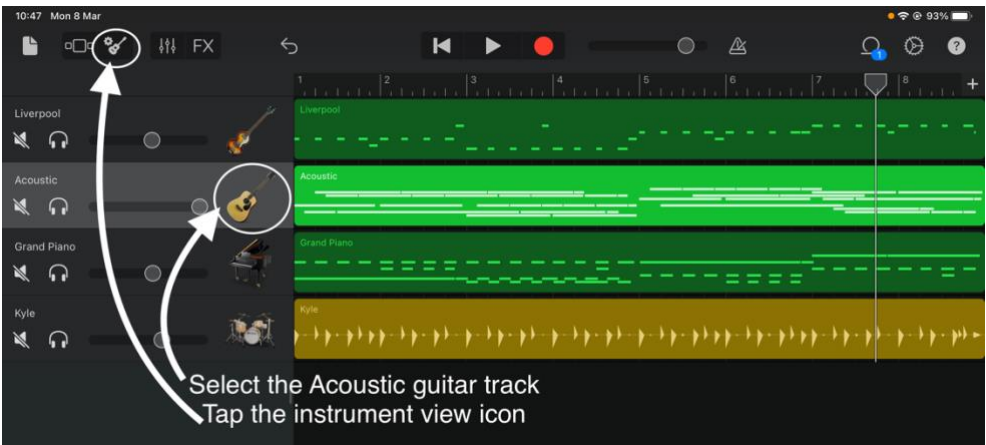 10:47 Mon 8 Mar
93%
FX
1
1 2 3 4 5 6 7 8 +
Liverpool
Liverpool
Acoustic
Acoustic
Grand Piano
Grand Piano
Kyle
Kyle
Select the Acoustic guitar track
Tap the instrument view icon